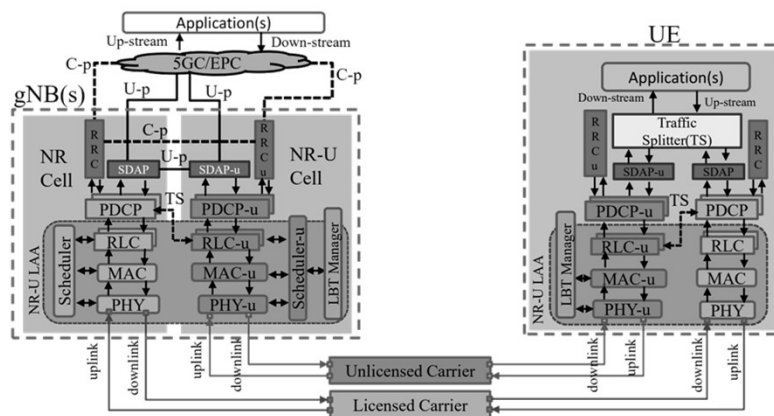 Application(s)
Up-stream
Down-stream
5GC/EPC
C-p
C-p
U-p
U-p
gNB(s)
C-p
U-p
NR
Cell
RRC
SDAP
SDAP-u
RRCu
NR-U
Cell
TS
PDCP
PDCP-u
NR-U LAA
Scheduler
RLC
RLC-u
MAC
MAC-u
PHY
PHY-u
Scheduler-u
LBT Manager
uplink
downlink
uplink
downlink
UE
Application(s)
Down-stream
Up-stream
Traffic
Splitter(TS)
RRCu
SDAP-u
SDAP
RRC
TS
PDCP-u
PDCP
NR-U LAA
LBT Manager
RLC-u
RLC
MAC-u
MAC
PHY-u
PHY
downlink
uplink
downlink
uplink
Unlicensed Carrier
Licensed Carrier